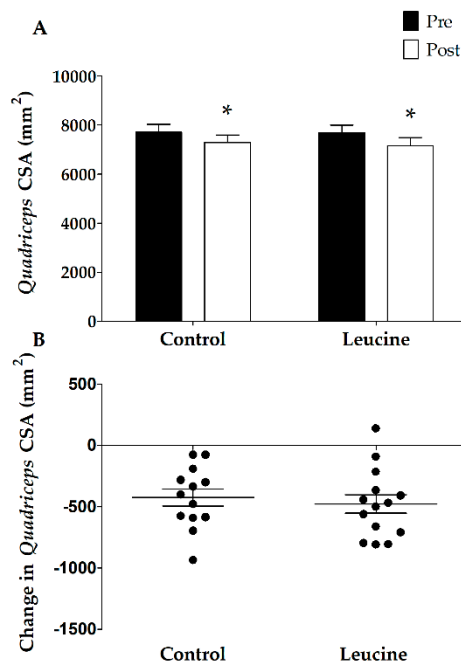 A
Pre
Post
Quadriceps CSA (mm²)
10000
8000
6000
4000
2000
0
*
*
Control
Leucine
B
Change in Quadriceps CSA (mm²)
500
0
-500
-1000
-1500
Control
Leucine